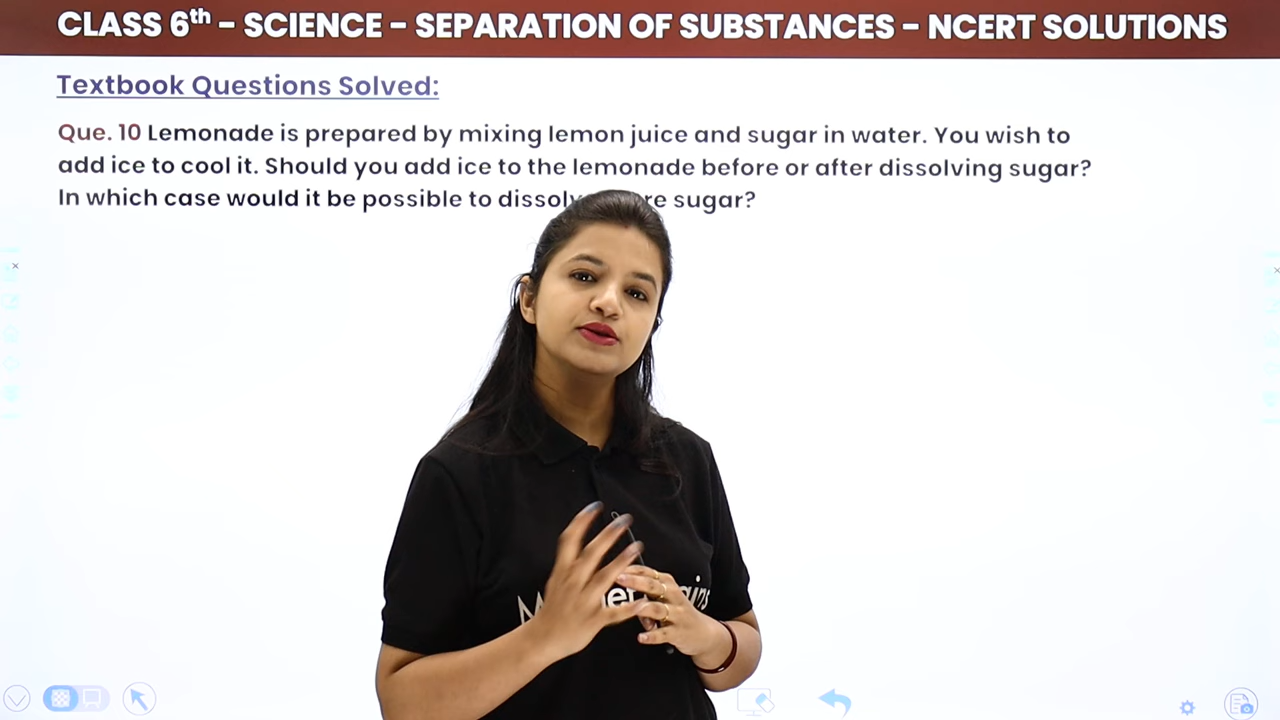 CLASS 6th – SCIENCE – SEPARATION OF SUBSTANCES – NCERT SOLUTIONS
Textbook Questions Solved:
Que. 10 Lemonade is prepared by mixing lemon juice and sugar in water. You wish to
add ice to cool it. Should you add ice to the lemonade before or after dissolving sugar?
In which case would it be possible to sugar?